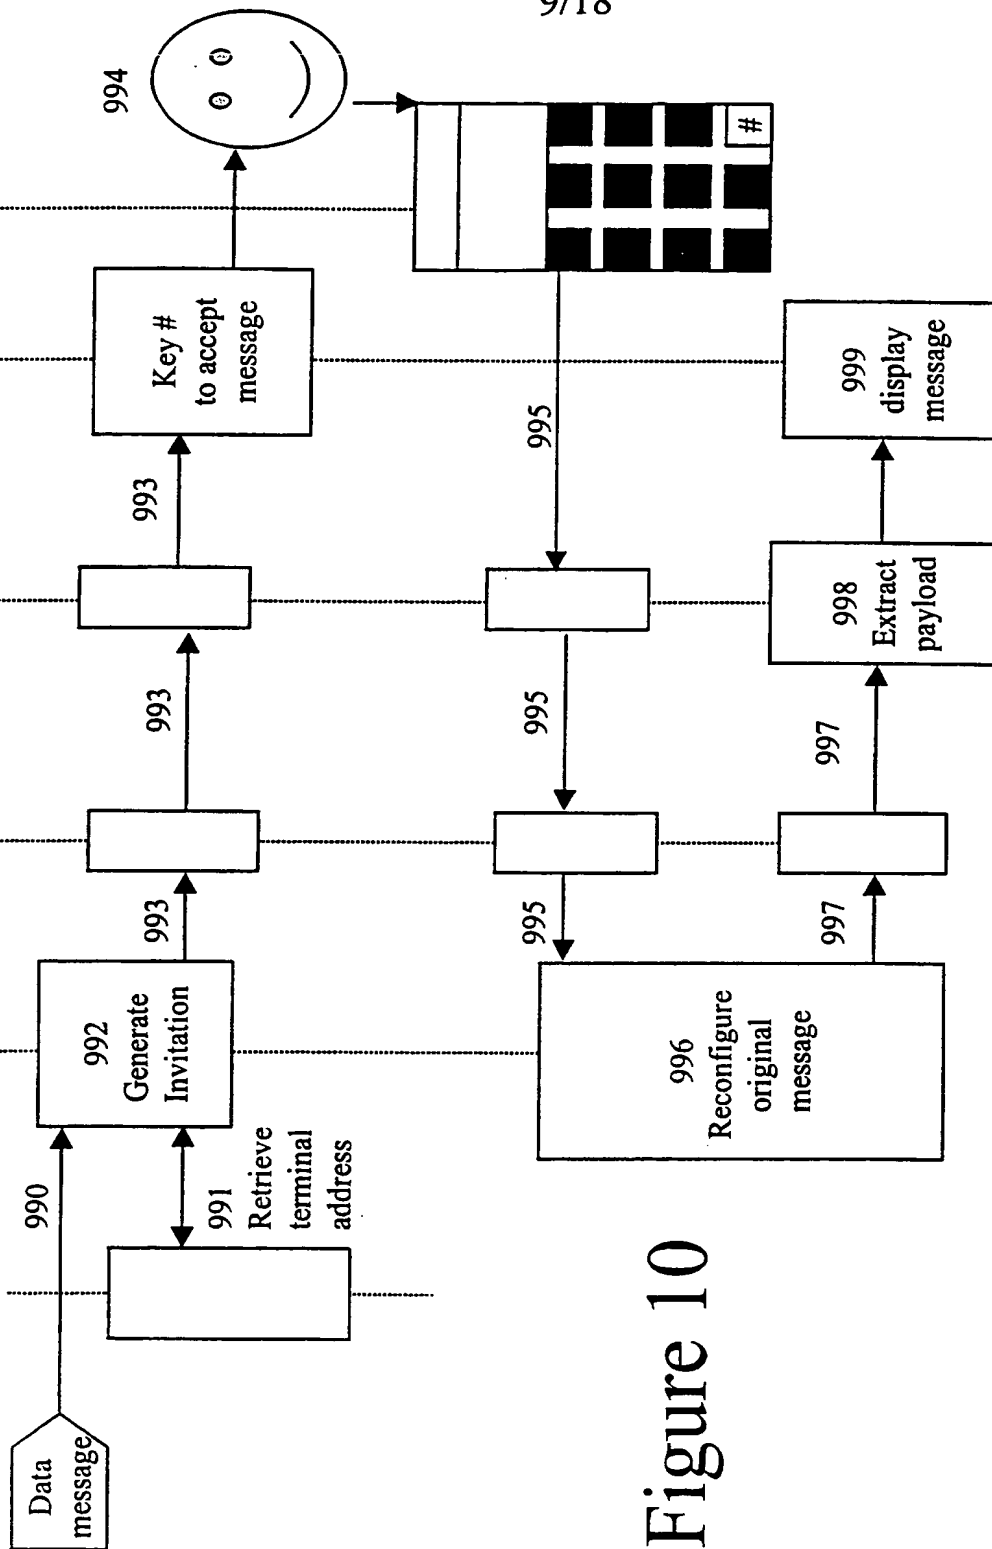 9/18
Data
message
990
991
Retrieve
terminal
address
992
Generate
Invitation
993
993
993
Key #
to accept
message
994
#
995
995
995
996
Reconfigure
original
message
997
997
998
Extract
payload
999
display
message
Figure 10